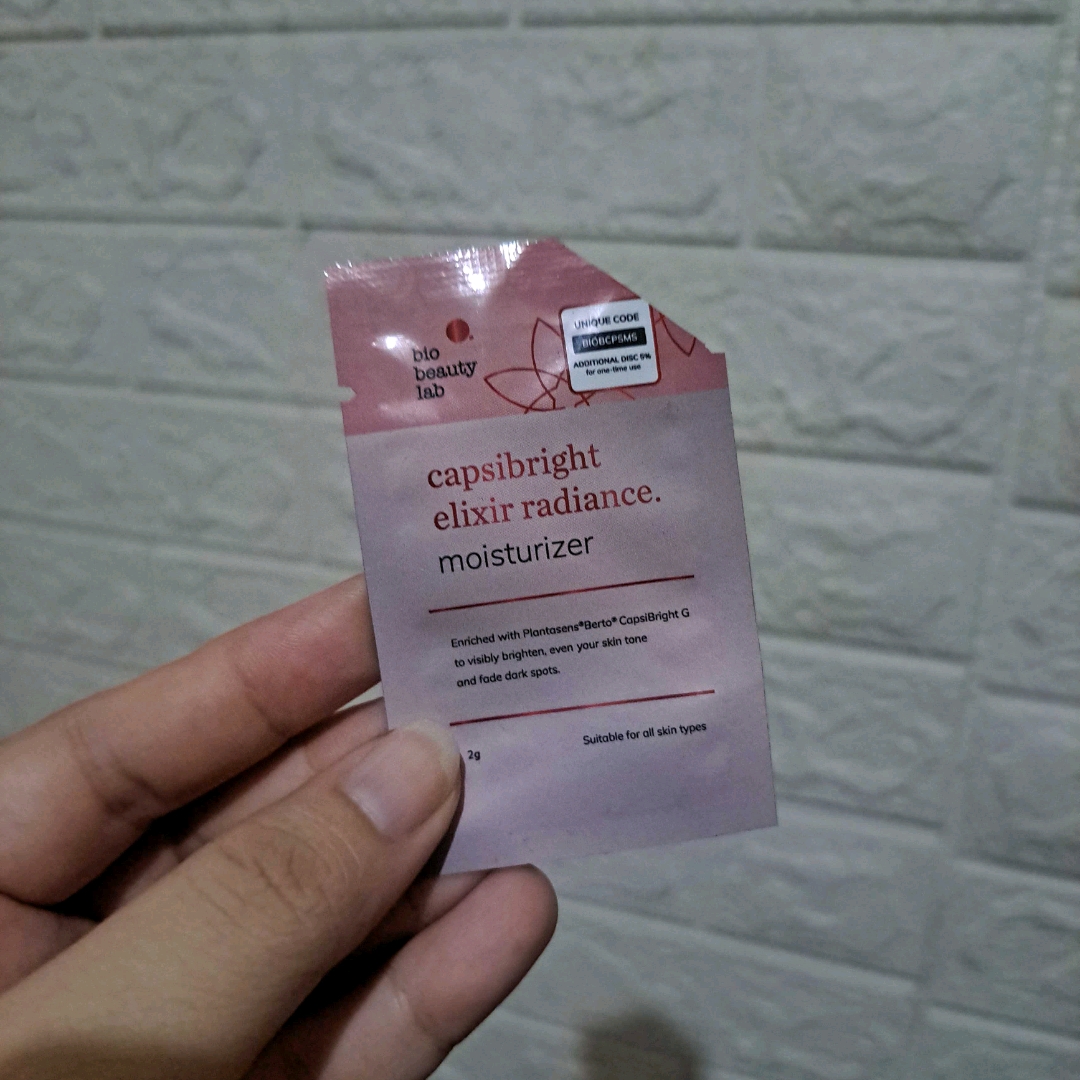 bio
beauty
lab
UNIQUE CODE
BIOBCPSMS
ADDITIONAL DISC 5%
for one-time use
capsibright
elixir radiance.
moisturizer
Enriched with Plantasens®Berto® CapsiBright G
to visibly brighten, even your skin tone
and fade dark spots.
2g
Suitable for all skin types